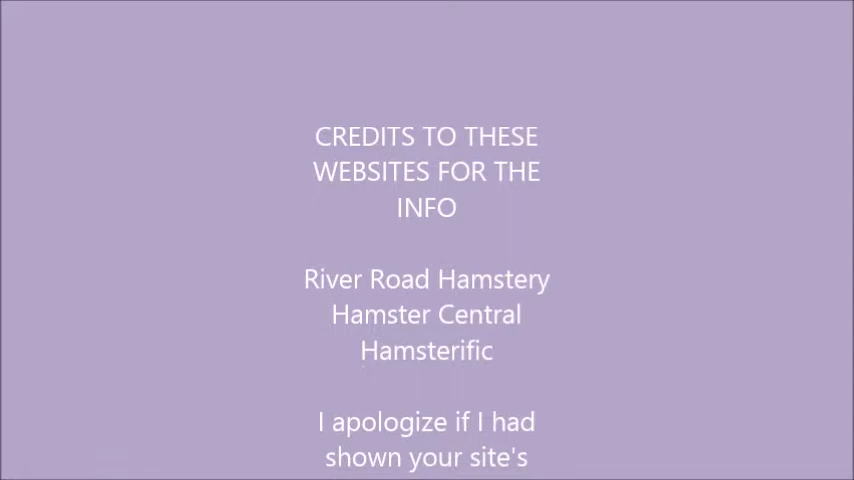 CREDITS TO THESE
WEBSITES FOR THE
INFO
River Road Hamstery
Hamster Central
Hamsterific
I apologize if I had
shown your site's